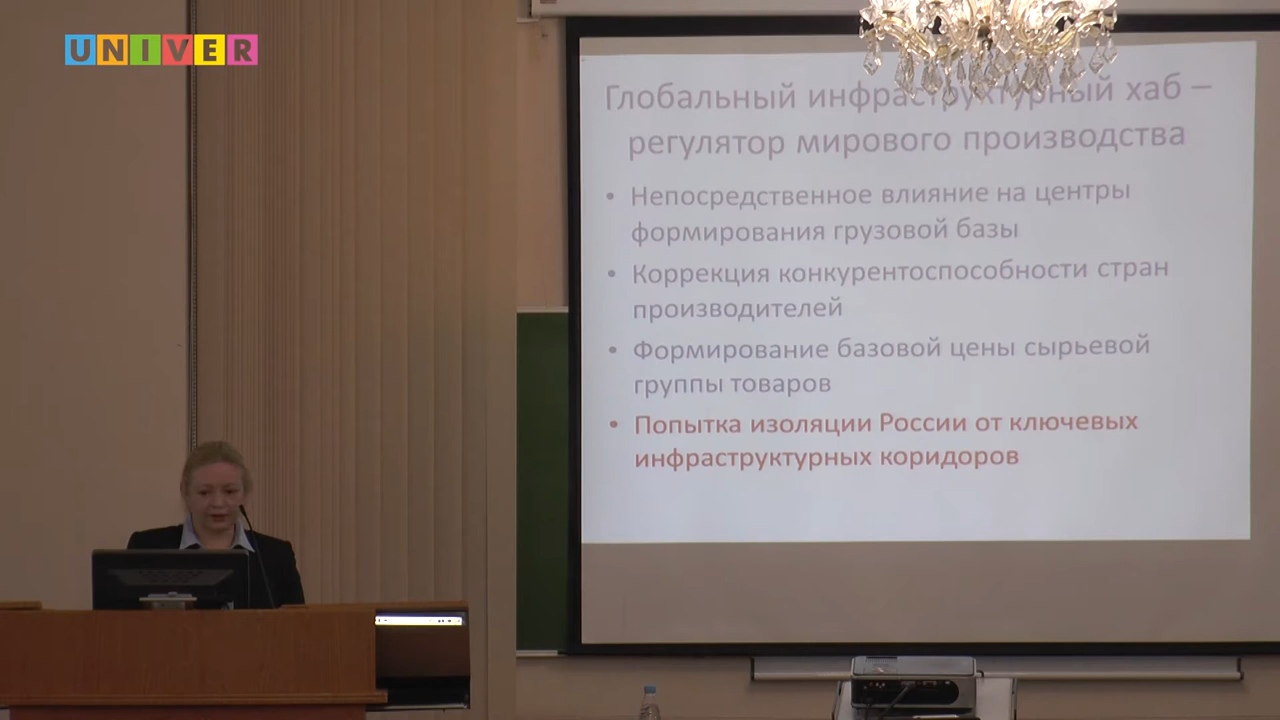 UNIVER
Глобальный инфраструктурный хаб –
регулятор мирового производства
• Непосредственное влияние на центры
формирования грузовой базы
• Коррекция конкурентоспособности стран
производителей
• Формирование базовой цены сырьевой
группы товаров
• Попытка изоляции России от ключевых
инфраструктурных коридоров